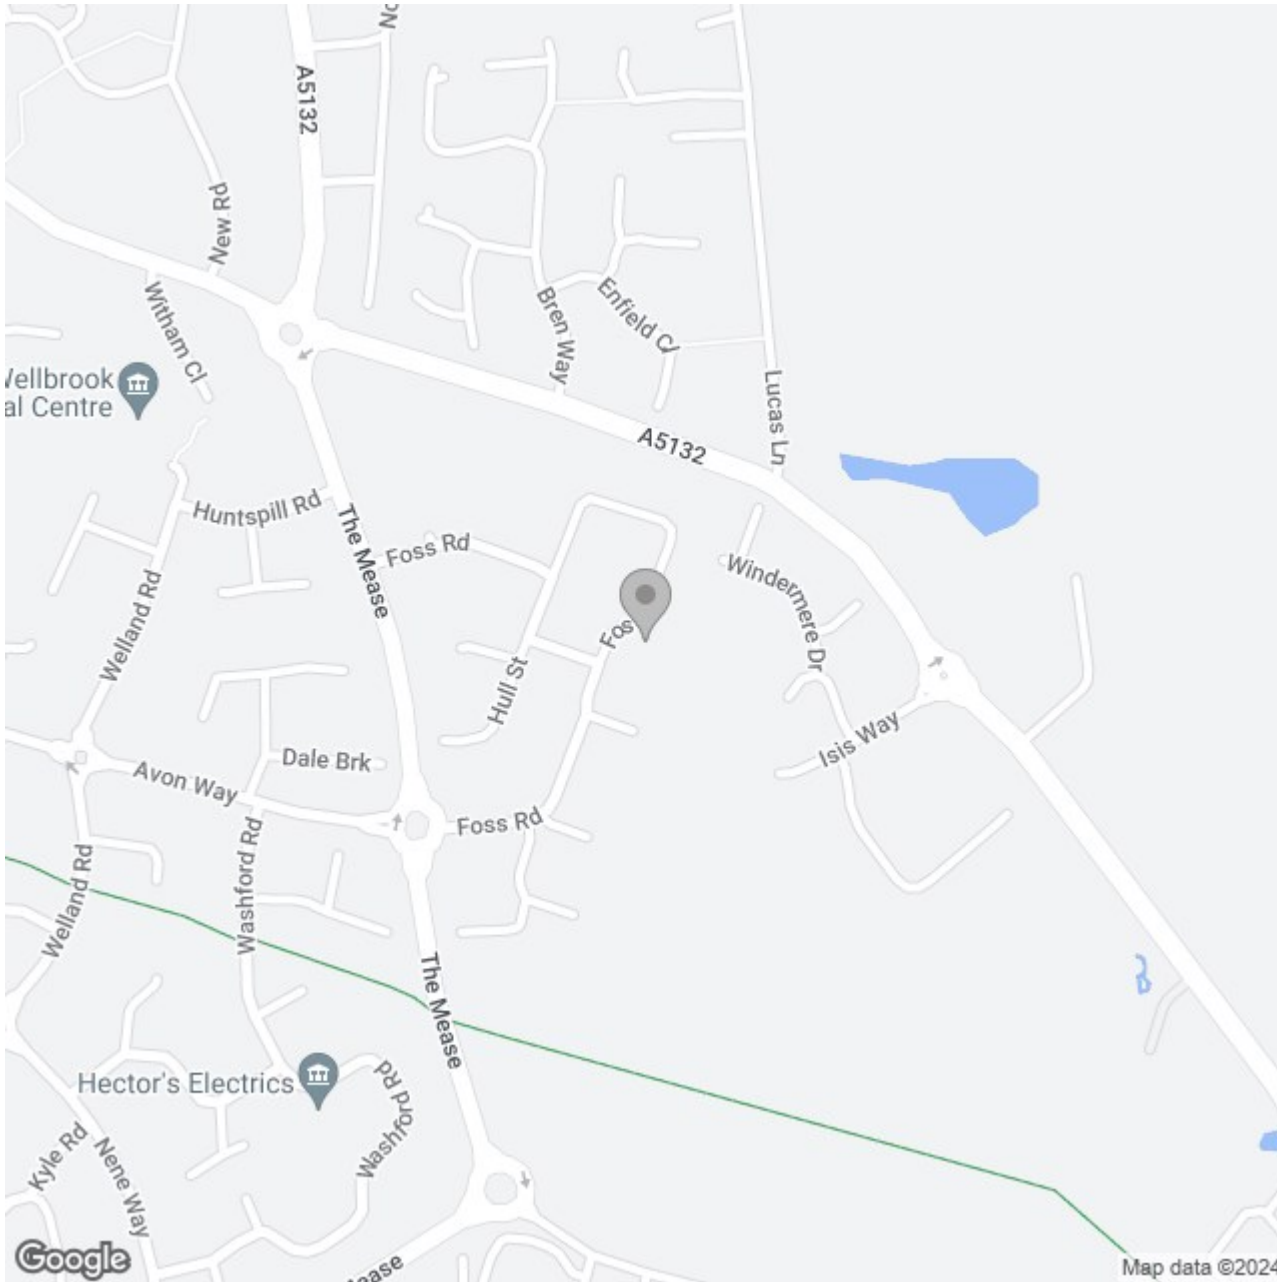 A5132
New Rd
Witham Cl
Bren Way
Enfield Cl
Lucas Ln
Wellbrook
al Centre
A5132
Huntspill Rd
The Mease
Foss Rd
Windermere Dr
Welland Rd
Fos
Hull St
Isis Way
Dale Brk
Avon Way
Foss Rd
Washford Rd
Welland Rd
The Mease
Hector's Electrics
Washford Rd
Kyle Rd
Nene Way
Mease
Google
Map data ©2024